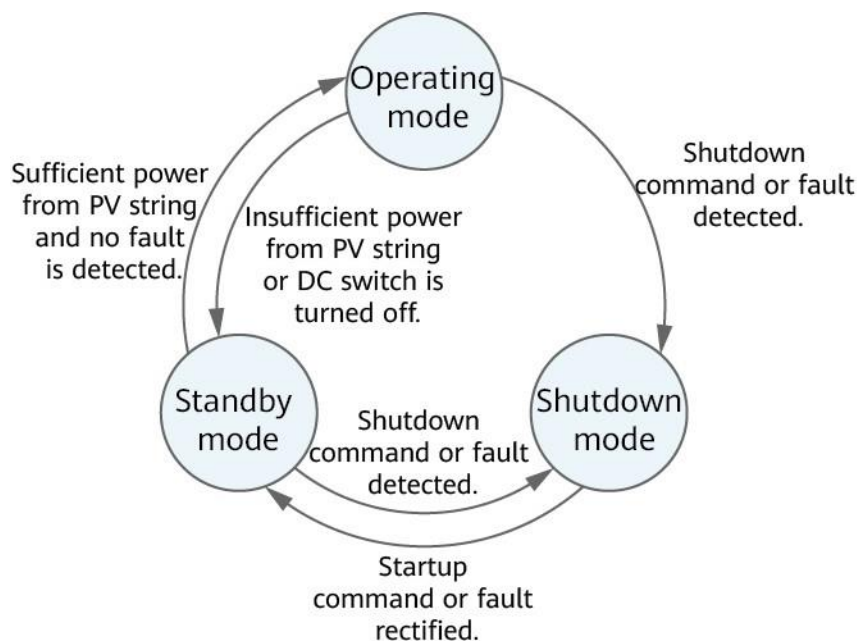 Operating
mode
Shutdown
command or fault
detected.
Sufficient power
from PV string
and no fault
is detected.
Insufficient power
from PV string
or DC switch is
turned off.
Standby
mode
Shutdown
command or fault
detected.
Shutdown
mode
Startup
command or fault
rectified.